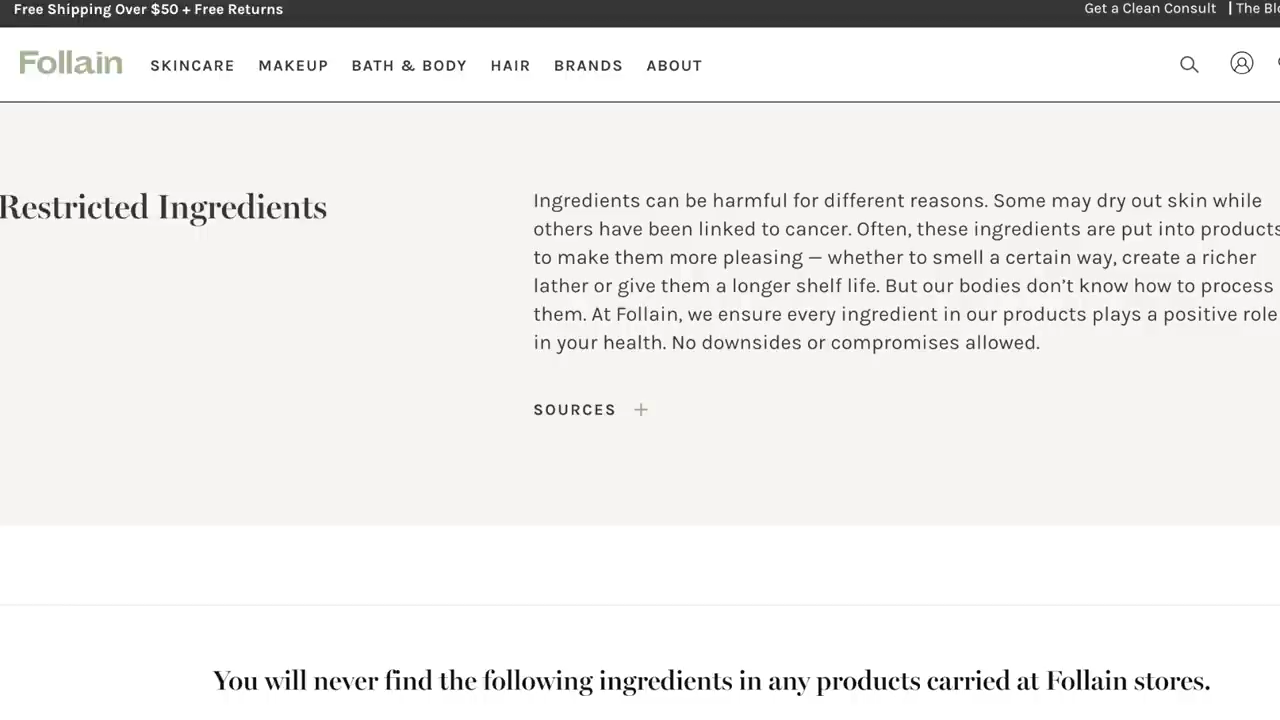 Free Shipping Over $50 + Free Returns
Get a Clean Consult | The
Follain SKINCARE MAKEUP BATH & BODY HAIR BRANDS ABOUT
Restricted Ingredients
Ingredients can be harmful for different reasons. Some may dry out skin while
others have been linked to cancer. Often, these ingredients are put into products
to make them more pleasing — whether to smell a certain way, create a richer
lather or give them a longer shelf life. But our bodies don’t know how to process
them. At Follain, we ensure every ingredient in our products plays a positive role
in your health. No downsides or compromises allowed.
SOURCES +
You will never find the following ingredients in any products carried at Follain stores.